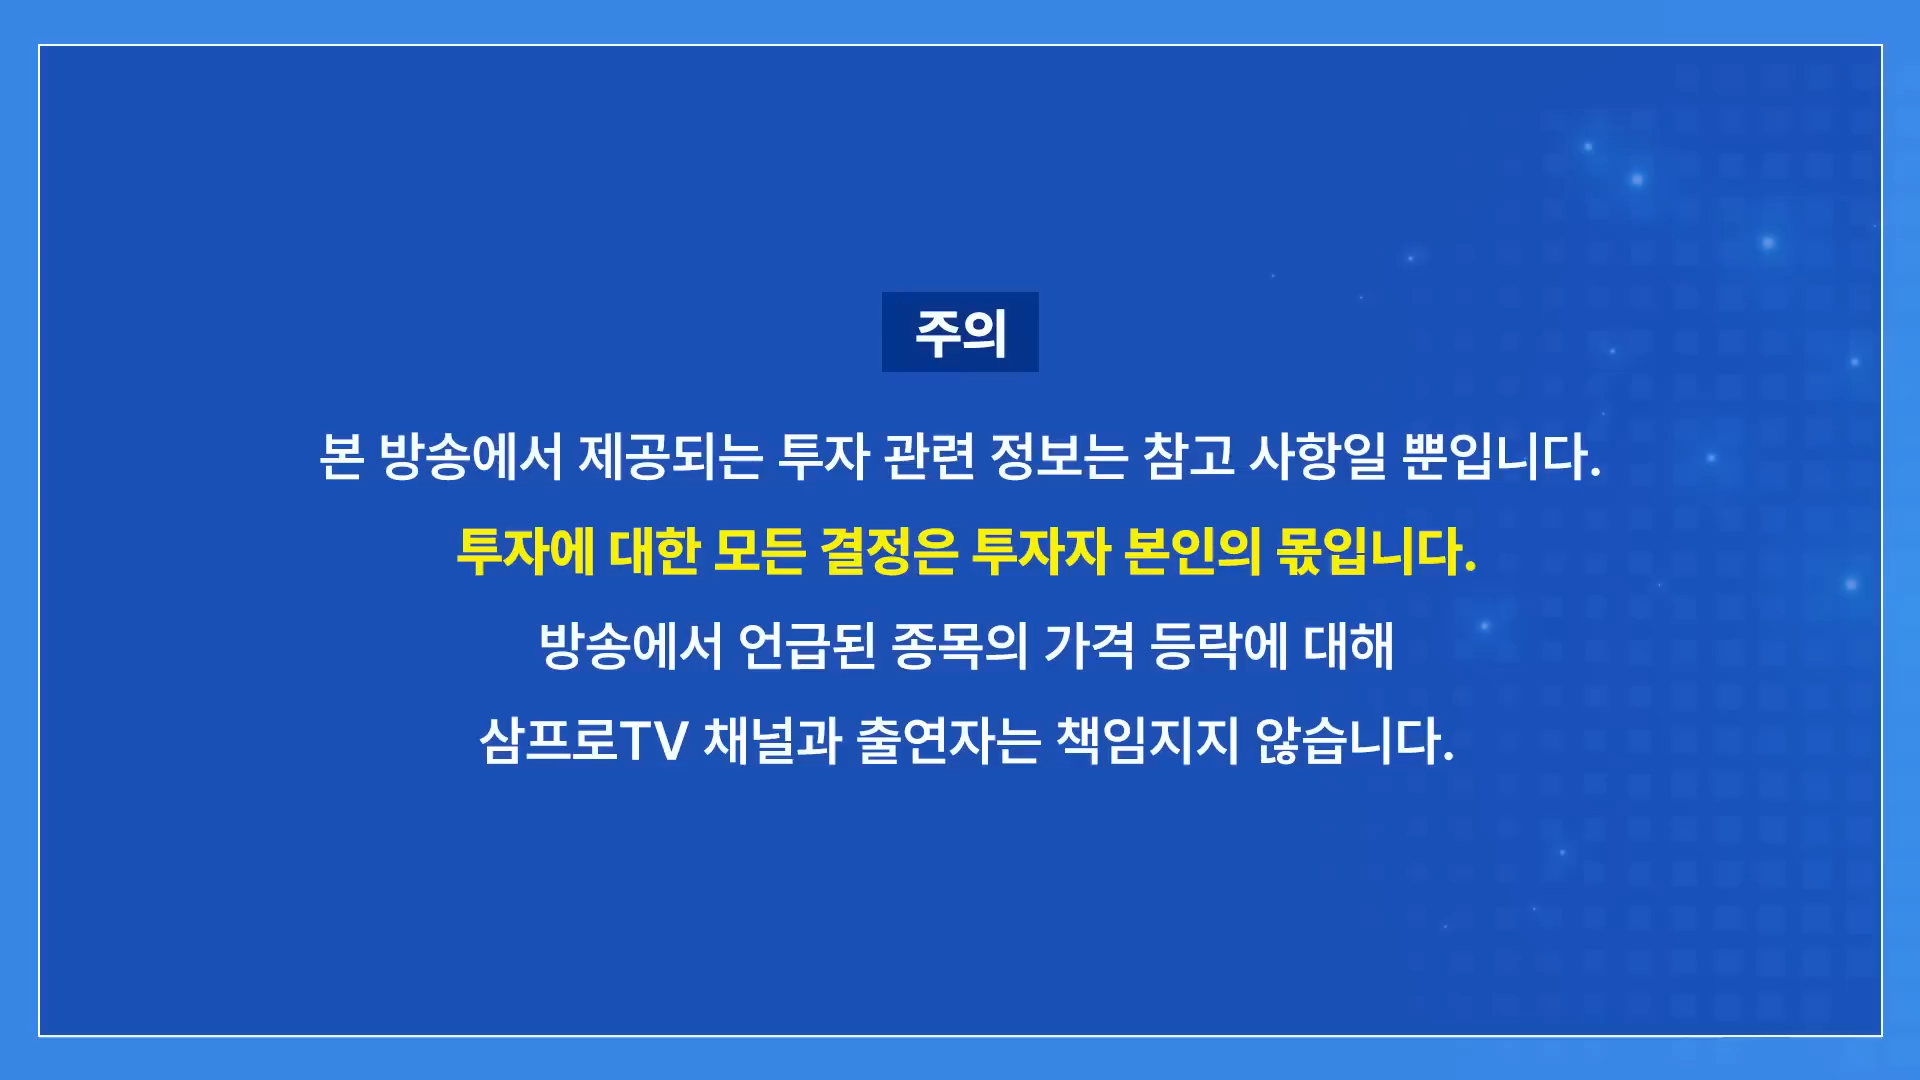 주의
본 방송에서 제공되는 투자 관련 정보는 참고 사항일 뿐입니다.
투자에 대한 모든 결정은 투자자 본인의 몫입니다.
방송에서 언급된 종목의 가격 등락에 대해
삼프로TV 채널과 출연자는 책임지지 않습니다.